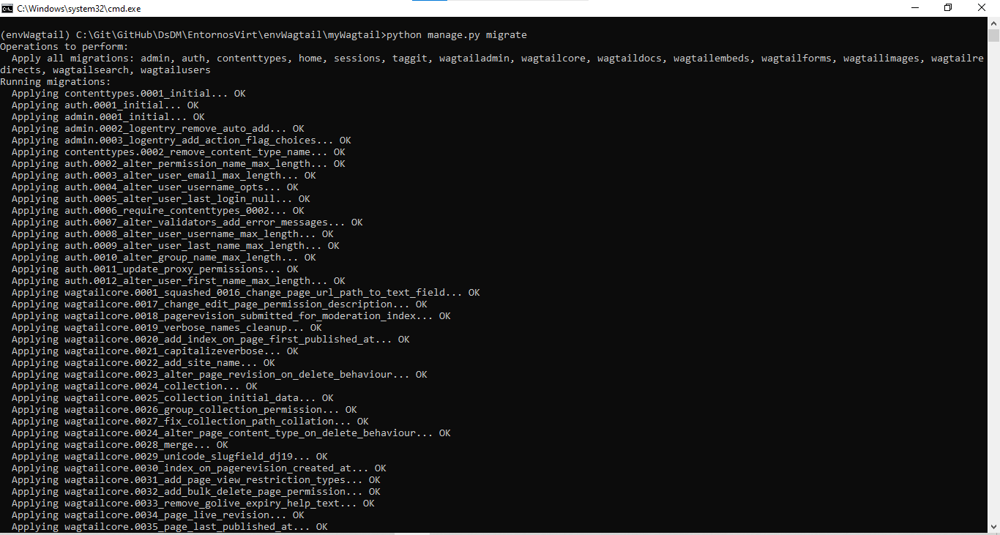 C:\Windows\system32\cmd.exe
(envWagtail) C:\Git\GitHub\DsDM\EntornosVirt\envWagtail\myWagtail>python manage.py migrate
Operations to perform:
  Apply all migrations: admin, auth, contenttypes, home, sessions, taggit, wagtailadmin, wagtailcore, wagtaildocs, wagtailembeds, wagtailforms, wagtailimages, wagtailre
directs, wagtailsearch, wagtailusers
Running migrations:
  Applying contenttypes.0001_initial... OK
  Applying auth.0001_initial... OK
  Applying admin.0001_initial... OK
  Applying admin.0002_logentry_remove_auto_add... OK
  Applying admin.0003_logentry_add_action_flag_choices... OK
  Applying contenttypes.0002_remove_content_type_name... OK
  Applying auth.0002_alter_permission_name_max_length... OK
  Applying auth.0003_alter_user_email_max_length... OK
  Applying auth.0004_alter_user_username_opts... OK
  Applying auth.0005_alter_user_last_login_null... OK
  Applying auth.0006_require_contenttypes_0002... OK
  Applying auth.0007_alter_validators_add_error_messages... OK
  Applying auth.0008_alter_user_username_max_length... OK
  Applying auth.0009_alter_user_last_name_max_length... OK
  Applying auth.0010_alter_group_name_max_length... OK
  Applying auth.0011_update_proxy_permissions... OK
  Applying auth.0012_alter_user_first_name_max_length... OK
  Applying wagtailcore.0001_squashed_0016_change_page_url_path_to_text_field... OK
  Applying wagtailcore.0017_change_edit_page_permission_description... OK
  Applying wagtailcore.0018_pagerevision_submitted_for_moderation_index... OK
  Applying wagtailcore.0019_verbose_names_cleanup... OK
  Applying wagtailcore.0020_add_index_on_page_first_published_at... OK
  Applying wagtailcore.0021_capitalizeverbose... OK
  Applying wagtailcore.0022_add_site_name... OK
  Applying wagtailcore.0023_alter_page_revision_on_delete_behaviour... OK
  Applying wagtailcore.0024_collection... OK
  Applying wagtailcore.0025_collection_initial_data... OK
  Applying wagtailcore.0026_group_collection_permission... OK
  Applying wagtailcore.0027_fix_collection_path_collation... OK
  Applying wagtailcore.0024_alter_page_content_type_on_delete_behaviour... OK
  Applying wagtailcore.0028_merge... OK
  Applying wagtailcore.0029_unicode_slugfield_dj19... OK
  Applying wagtailcore.0030_index_on_pagerevision_created_at... OK
  Applying wagtailcore.0031_add_page_view_restriction_types... OK
  Applying wagtailcore.0032_add_bulk_delete_page_permission... OK
  Applying wagtailcore.0033_remove_golive_expiry_help_text... OK
  Applying wagtailcore.0034_page_live_revision... OK
  Applying wagtailcore.0035_page_last_published_at... OK